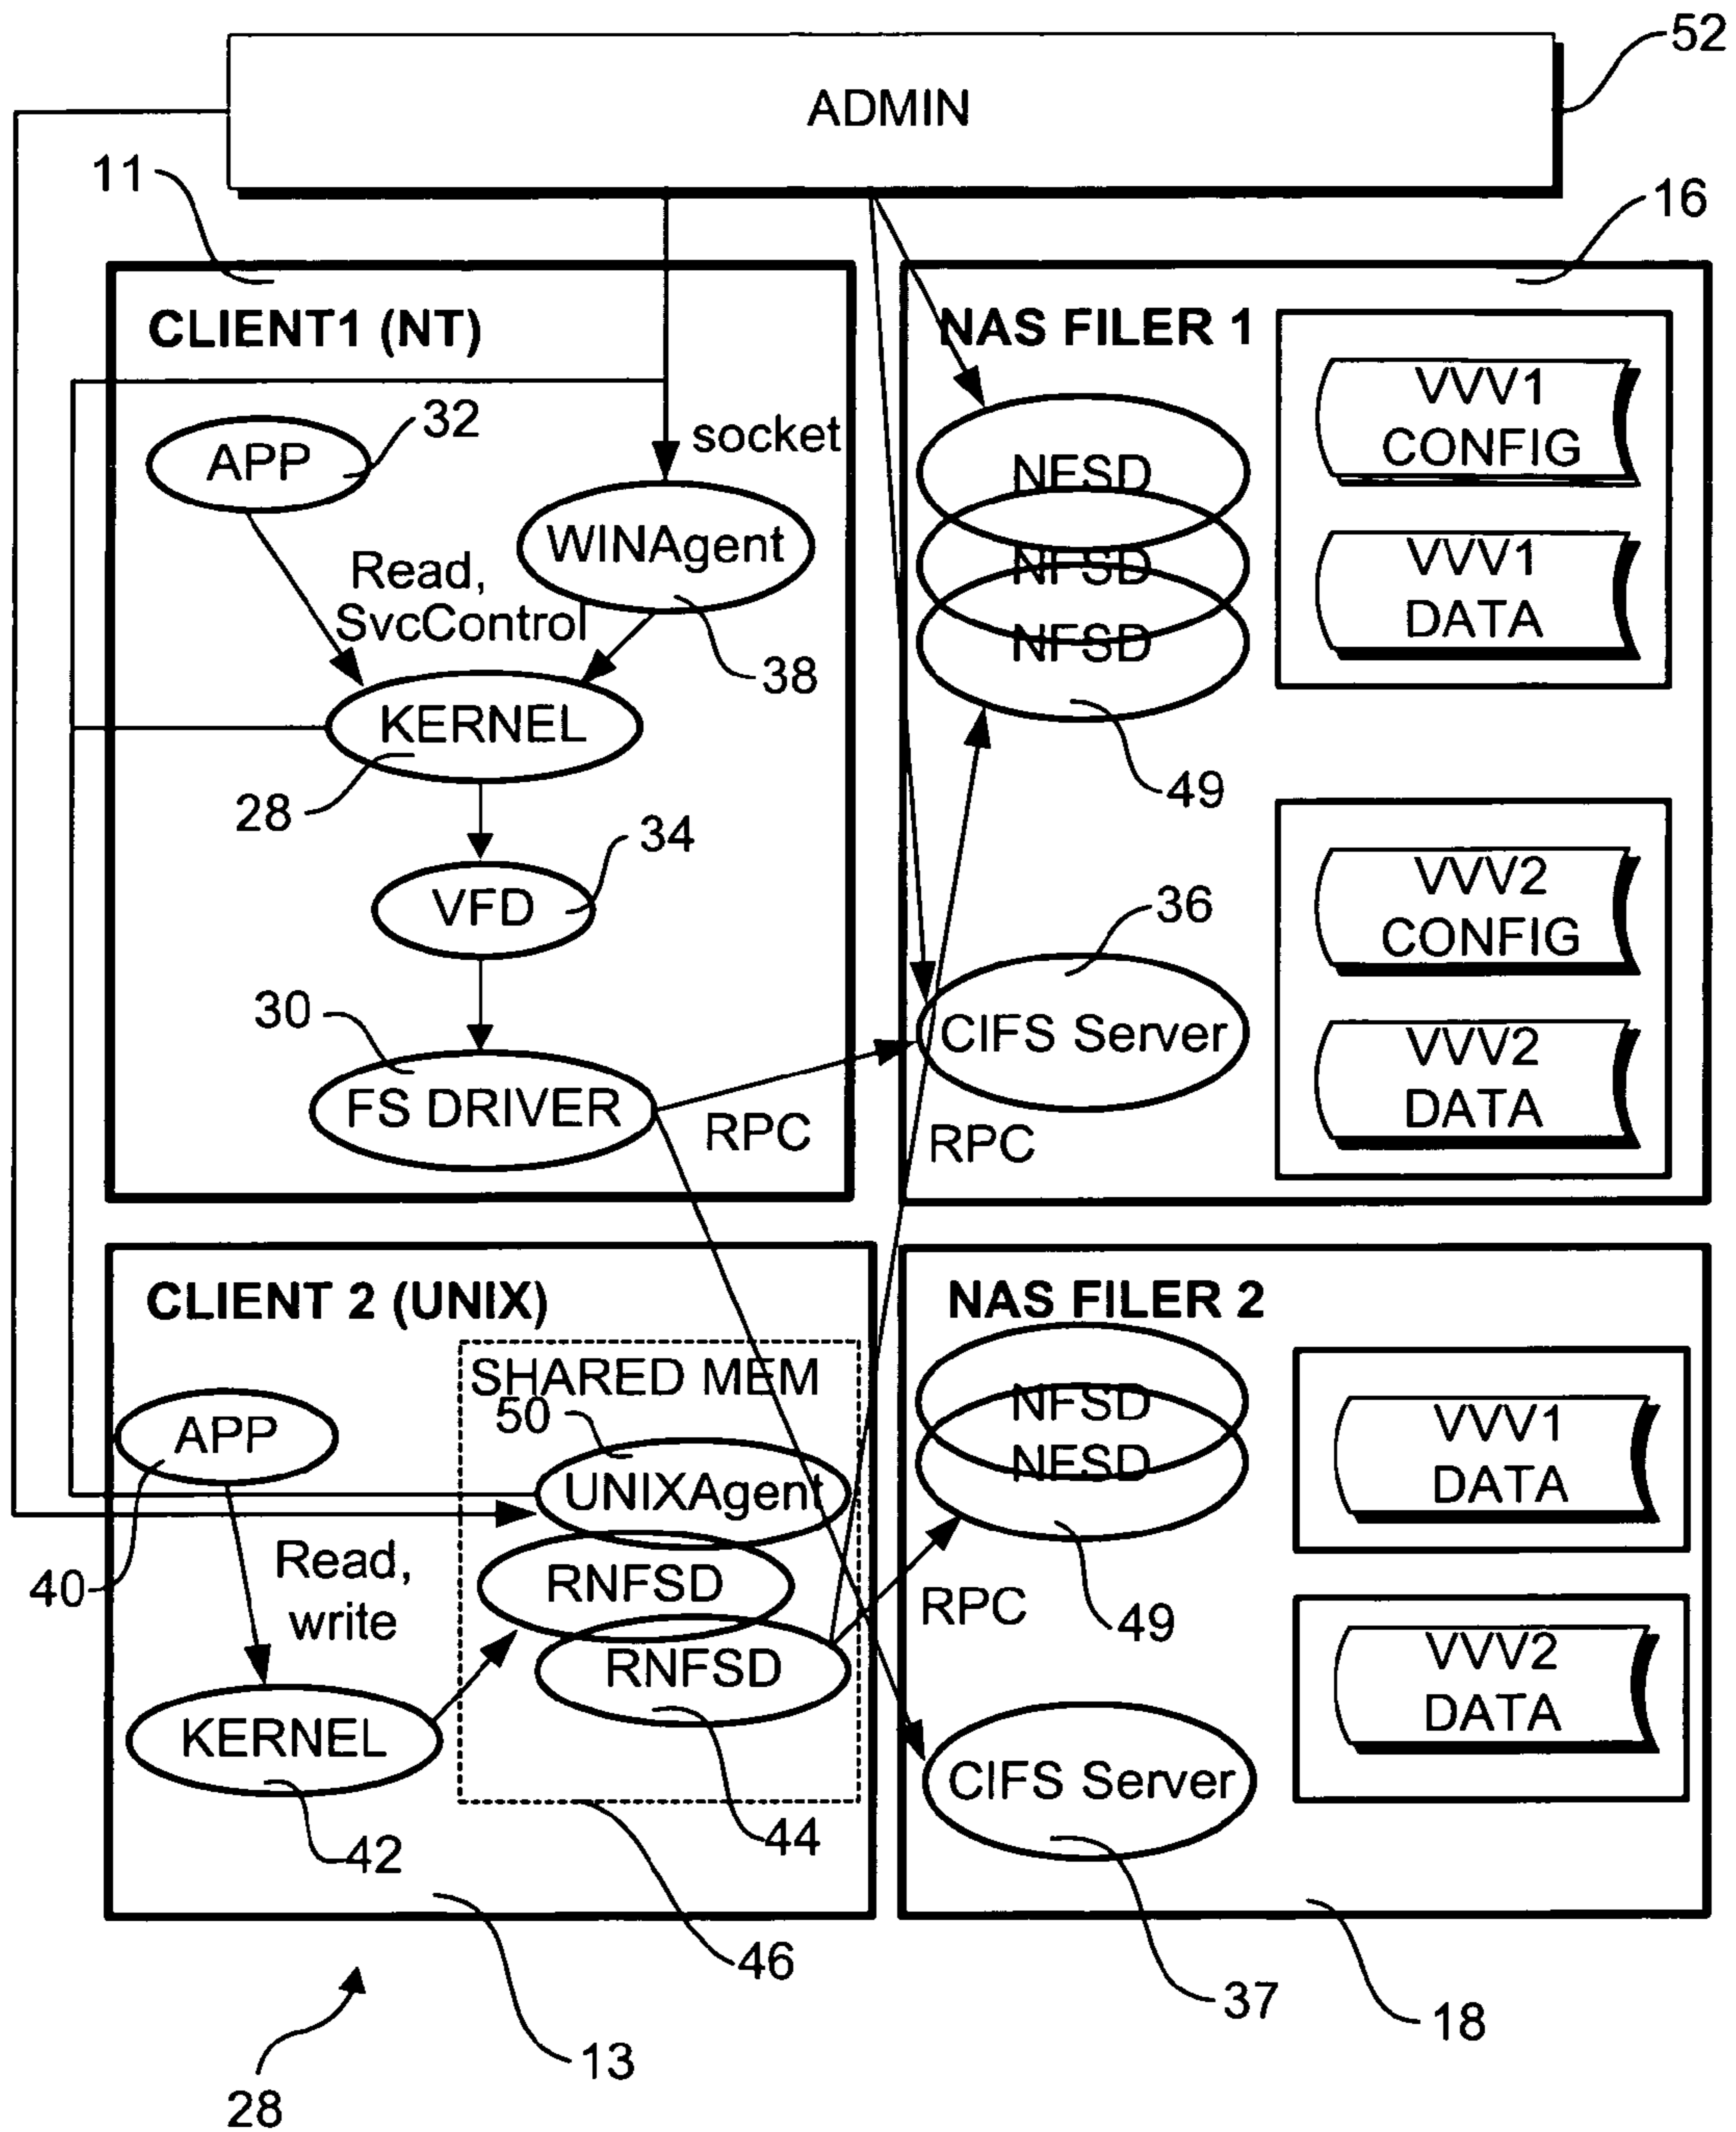 52
ADMIN
11
16
CLIENT1 (NT)
32
APP
socket
WINAgent
Read,
SvcControl
38
KERNEL
28
34
VFD
30
FS DRIVER
RPC
NAS FILER 1
NFSD
NFSD
NFSD
49
VVV1
CONFIG
VVV1
DATA
36
CIFS Server
RPC
VVV2
CONFIG
VVV2
DATA
CLIENT 2 (UNIX)
SHARED MEM
50
APP
UNIXAgent
40
Read,
write
RNFSD
RNFSD
KERNEL
44
42
46
13
28
NAS FILER 2
NFSD
NFSD
49
RPC
VVV1
DATA
VVV2
DATA
CIFS Server
37
18